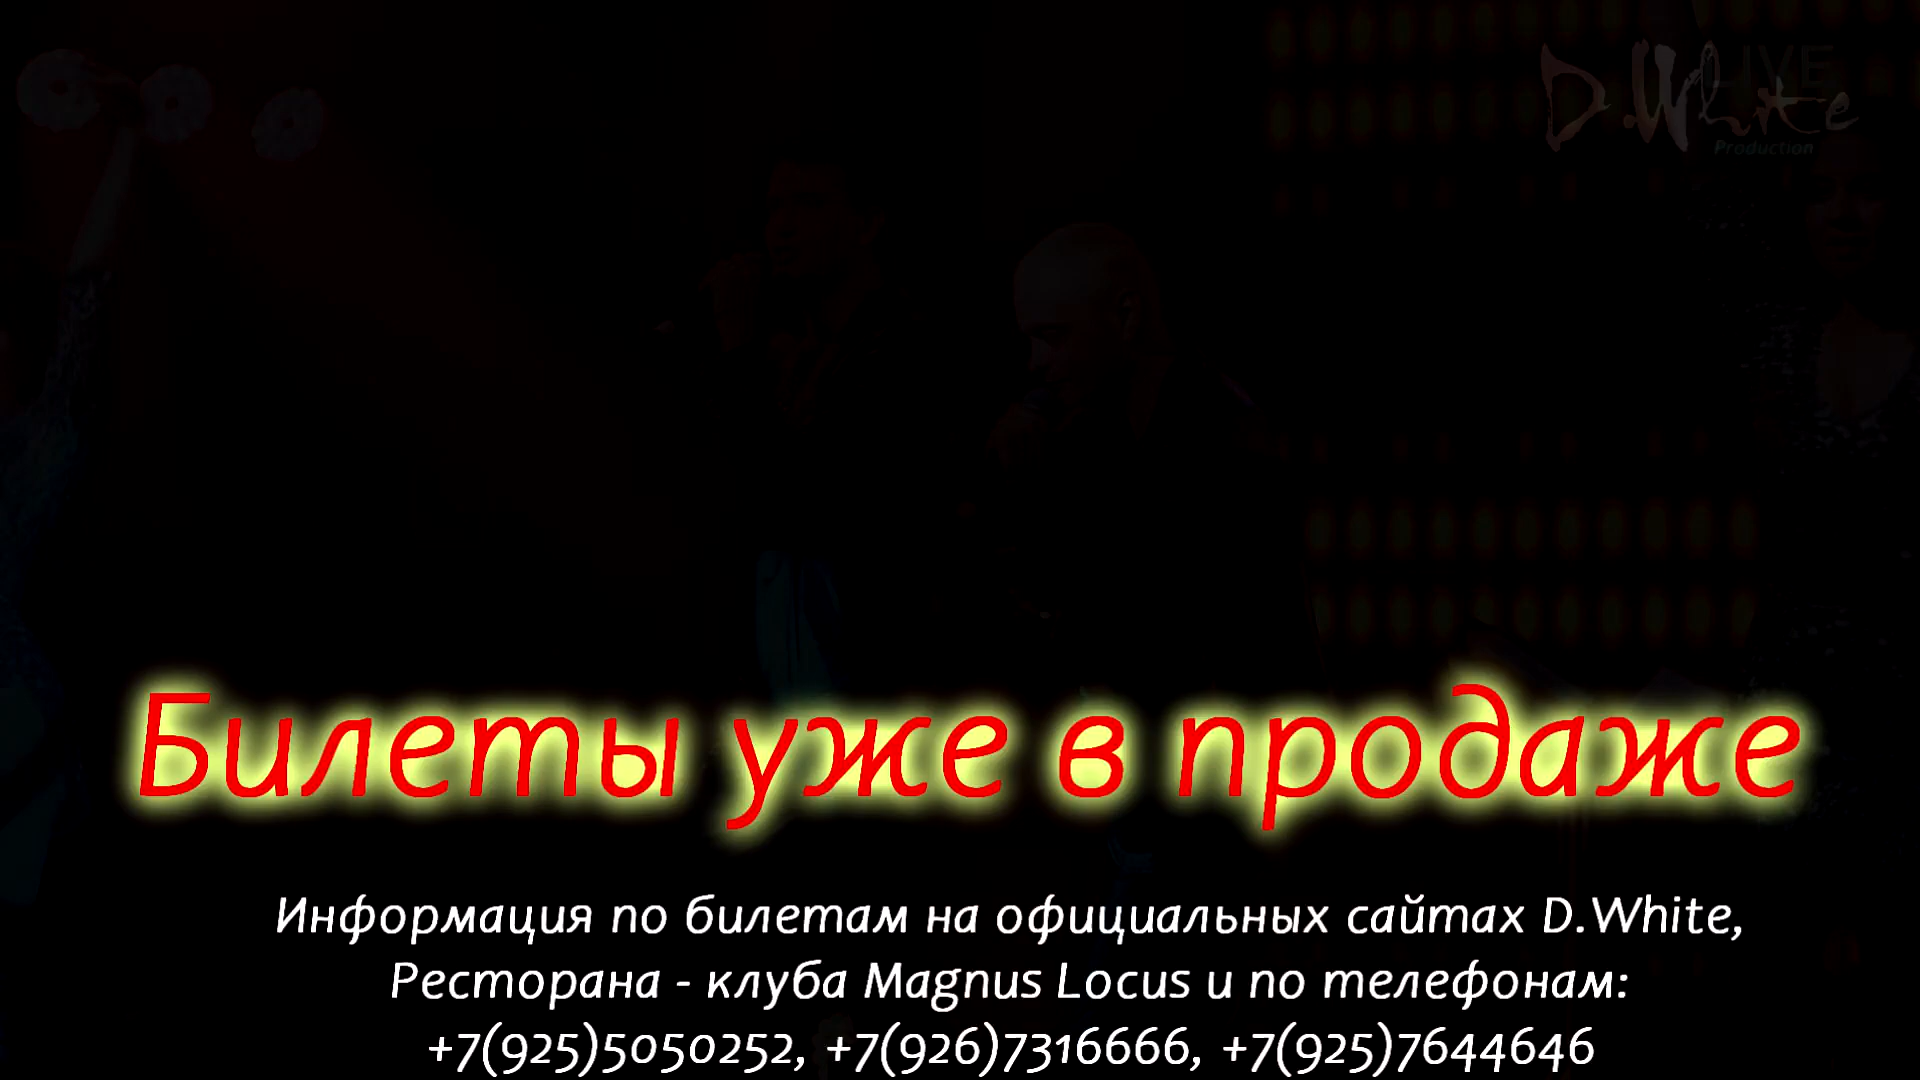 LIVE
D.White
Production
Билеты уже в продаже
Информация по билетам на официальных сайтах D.White,
Ресторана - клуба Magnus Locus и по телефонам:
+7(925)5050252, +7(926)7316666, +7(925)7644646